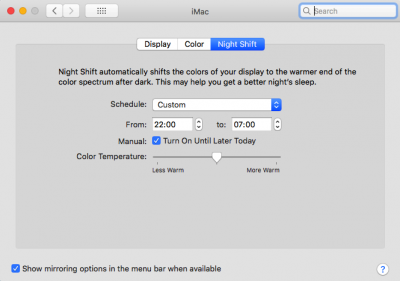 iMac
Search
Display Color Night Shift
Night Shift automatically shifts the colors of your display to the warmer end of the
color spectrum after dark. This may help you get a better night's sleep.
Schedule: Custom
From: 22:00 to: 07:00
Manual: Turn On Until Later Today
Color Temperature:
Less Warm More Warm
Show mirroring options in the menu bar when available ?